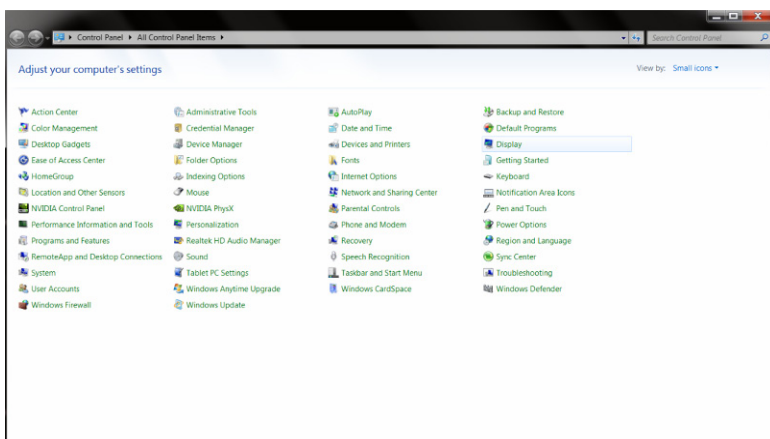 Control Panel All Control Panel Items Search Control Panel
Adjust your computer's settings View by: Small icons
Action Center Administrative Tools AutoPlay Backup and Restore
Color Management Credential Manager Date and Time Default Programs
Desktop Gadgets Device Manager Devices and Printers Display
Ease of Access Center Folder Options Fonts Getting Started
HomeGroup Indexing Options Internet Options Keyboard
Location and Other Sensors Mouse Network and Sharing Center Notification Area Icons
NVIDIA Control Panel NVIDIA PhysX Parental Controls Pen and Touch
Performance Information and Tools Personalization Phone and Modem Power Options
Programs and Features Realtek HD Audio Manager Recovery Region and Language
RemoteApp and Desktop Connections Sound Speech Recognition Sync Center
System Tablet PC Settings Taskbar and Start Menu Troubleshooting
User Accounts Windows Anytime Upgrade Windows CardSpace Windows Defender
Windows Firewall Windows Update